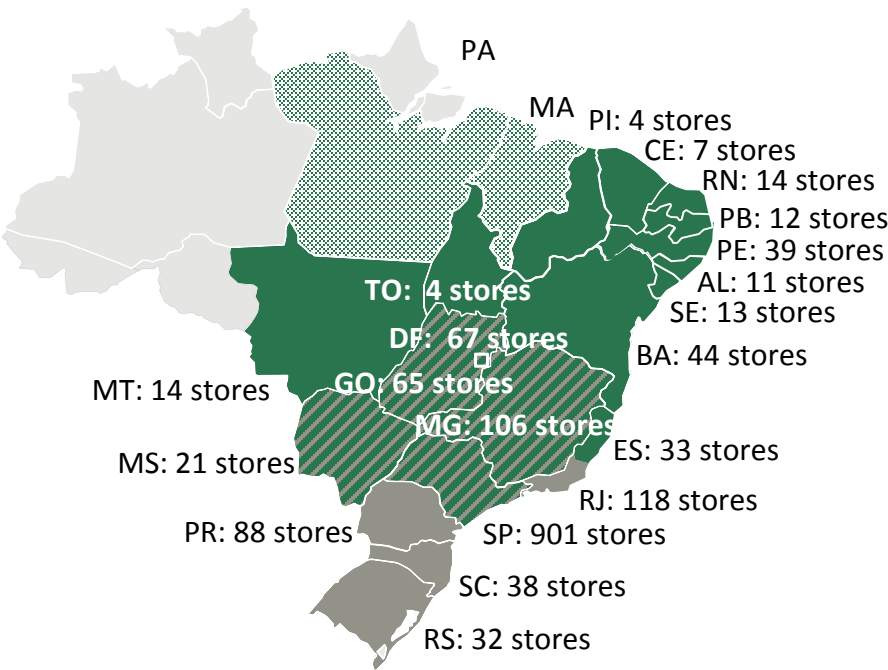 PA
MA
PI: 4 stores
CE: 7 stores
RN: 14 stores
PB: 12 stores
PE: 39 stores
AL: 11 stores
TO: 4 stores
SE: 13 stores
DF: 67 stores
BA: 44 stores
MT: 14 stores
GO: 65 stores
MG: 106 stores
MS: 21 stores
ES: 33 stores
RJ: 118 stores
PR: 88 stores
SP: 901 stores
SC: 38 stores
RS: 32 stores